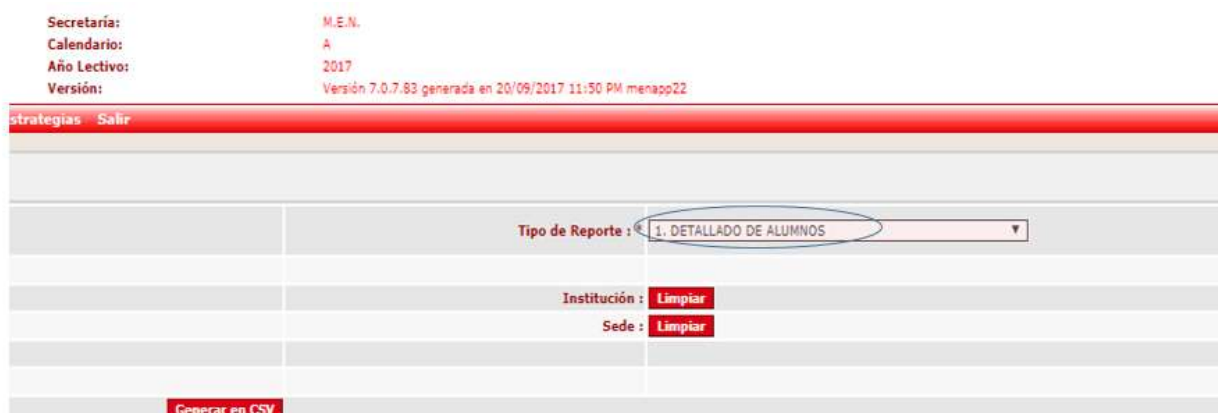 Secretaría: M.E.N.
Calendario: A
Año Lectivo: 2017
Versión: Versión 7.0.7.83 generada en 20/09/2017 11:50 PM menapp22
strategias Salir
Tipo de Reporte : * 1. DETALLADO DE ALUMNOS
Institución : Limpiar
Sede : Limpiar
Generar en CSV